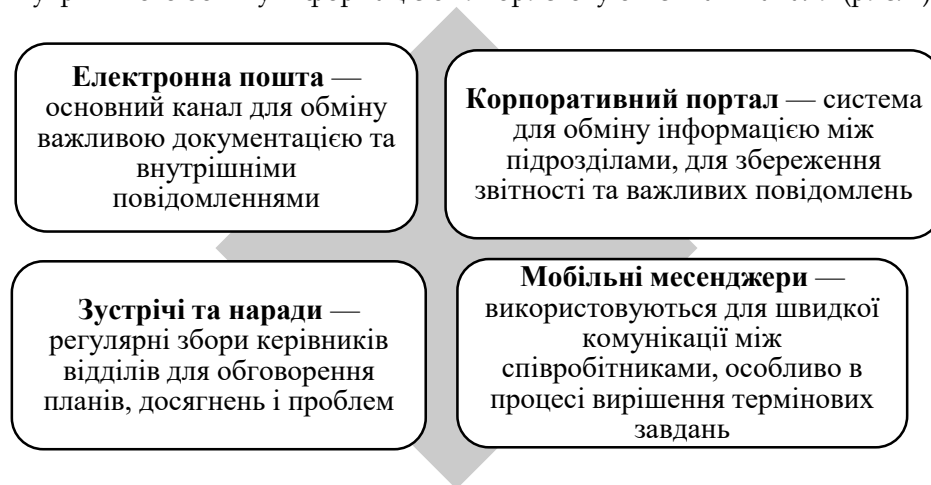 Електронна пошта —
основний канал для обміну
важливою документацією та
внутрішніми
повідомленнями
Корпоративний портал — система
для обміну інформацією між
підрозділами, для збереження
звітності та важливих повідомлень
Зустрічі та наради —
регулярні збори керівників
відділів для обговорення
планів, досягнень і проблем
Мобільні месенджери —
використовуються для швидкої
комунікації між
співробітниками, особливо в
процесі вирішення термінових
завдань